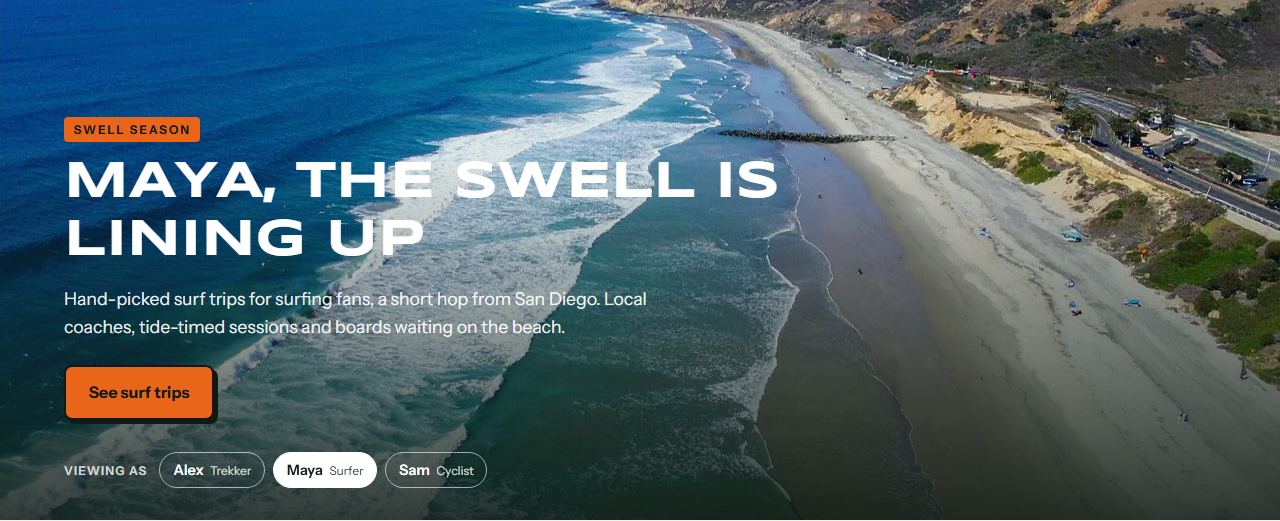 SWELL SEASON
MAYA, THE SWELL IS
LINING UP
Hand-picked surf trips for surfing fans, a short hop from San Diego. Local
coaches, tide-timed sessions and boards waiting on the beach.
See surf trips
VIEWING AS Alex Trekker Maya Surfer Sam Cyclist